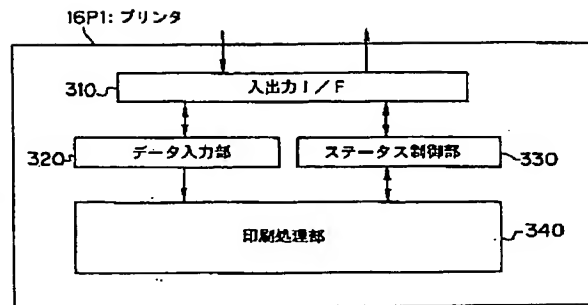 16P1: プリンタ
310
入出力 I/F
320
データ入力部
ステータス制御部
330
印刷処理部
340